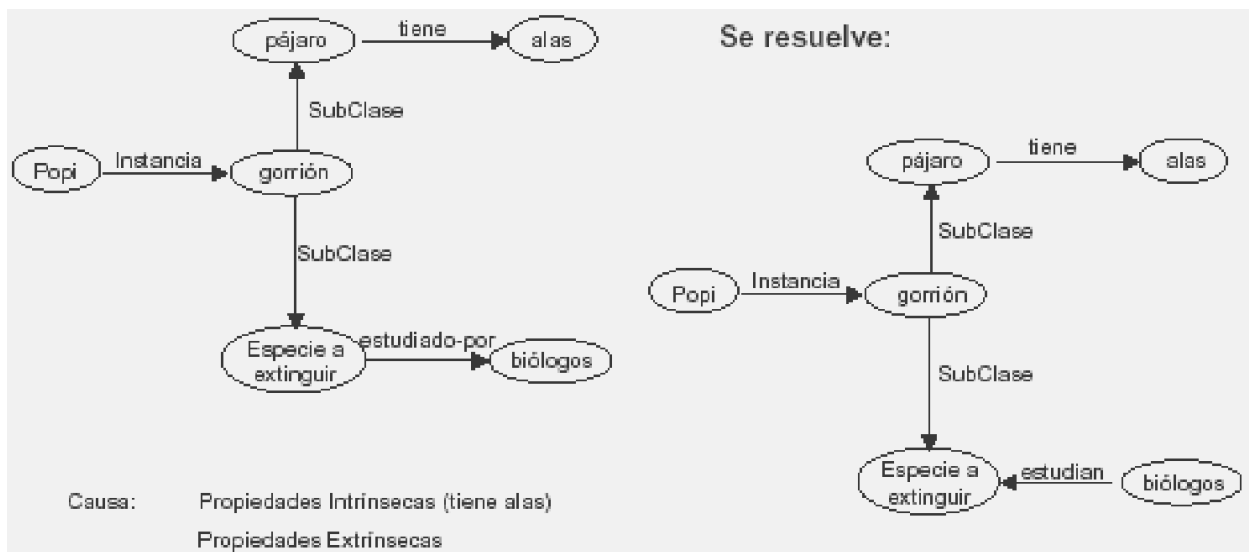 pájaro
tiene
alas
SubClase
Popi
Instancia
gorrión
SubClase
Especie a
extinguir
estudiado-por
biólogos
Causa: Propiedades Intrínsecas (tiene alas)
Propiedades Extrínsecas
Se resuelve:
pájaro
tiene
alas
SubClase
Popi
Instancia
gorrión
SubClase
Especie a
extinguir
estudian
biólogos